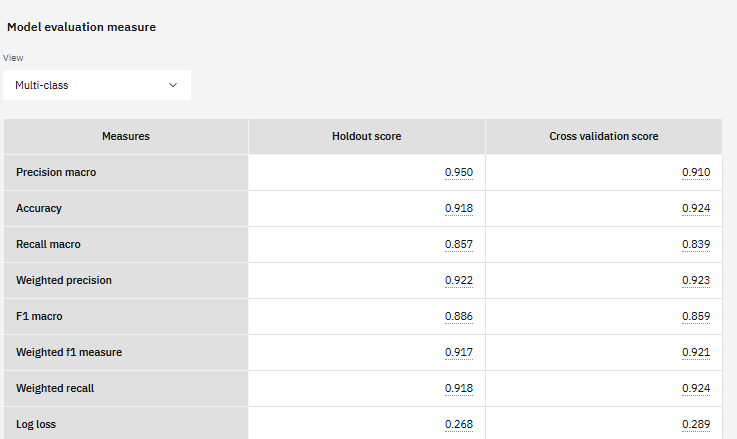 Model evaluation measure
View
Multi-class
Measures Holdout score Cross validation score
Precision macro 0.950 0.910
Accuracy 0.918 0.924
Recall macro 0.857 0.839
Weighted precision 0.922 0.923
F1 macro 0.886 0.859
Weighted f1 measure 0.917 0.921
Weighted recall 0.918 0.924
Log loss 0.268 0.289